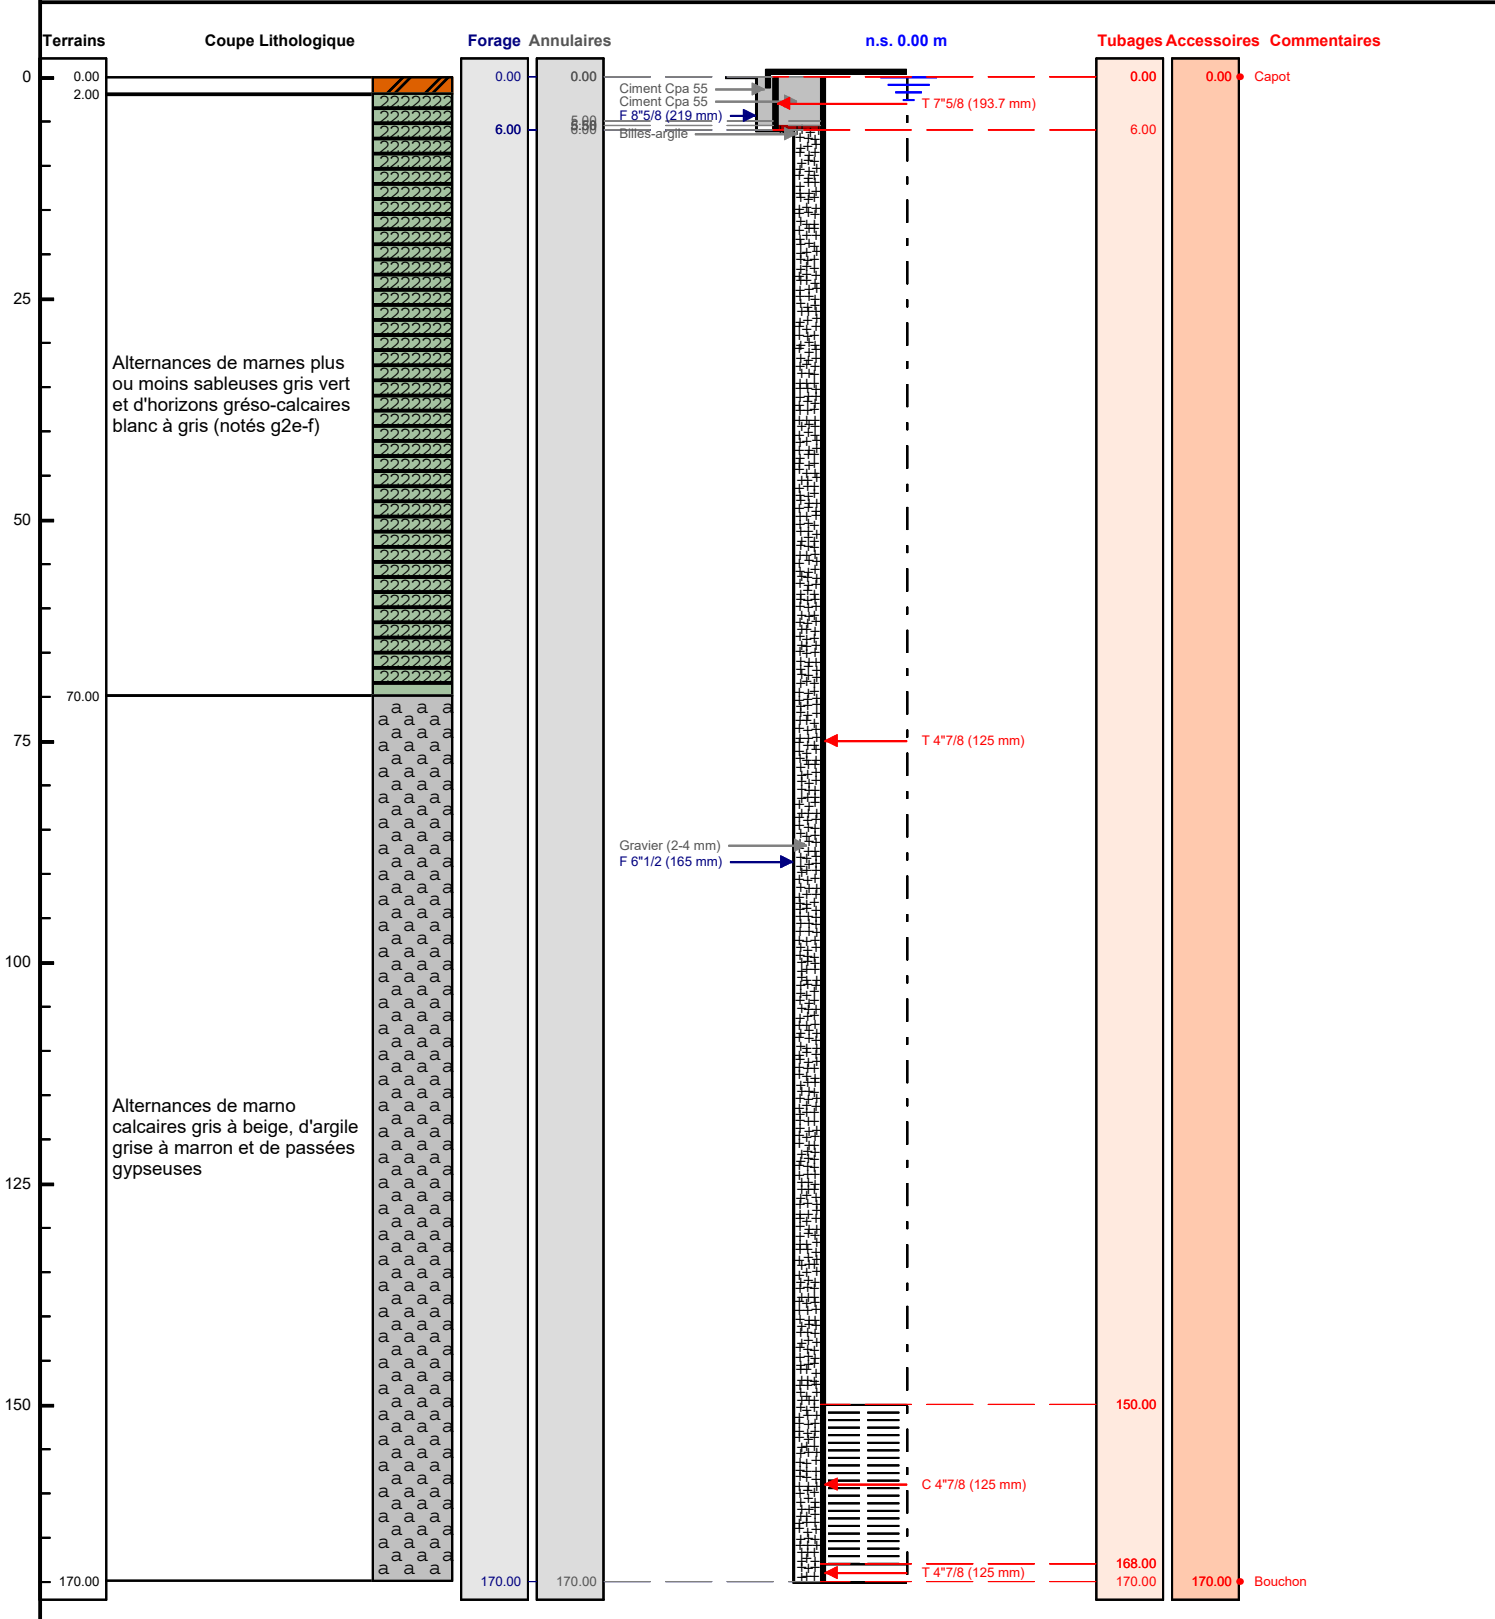 Terrains Coupe Lithologique Forage Annulaires n.s. 0.00 m Tubages Accessoires Commentaires
0 0.00 0.00 0.00 0.00 0.00 Capot
2.00
Ciment Cpa 55
Ciment Cpa 55
T 7"5/8 (193.7 mm)
F 8"5/8 (219 mm)
5.00
6.00 6.00 6.00
Billes-argile
25
Alternances de marnes plus
ou moins sableuses gris vert
et d'horizons gréso-calcaires
blanc à gris (notés g2e-f)
50
70.00
75 T 4"7/8 (125 mm)
Gravier (2-4 mm)
F 6"1/2 (165 mm)
100
Alternances de marno
calcaires gris à beige, d'argile
grise à marron et de passées
gypseuses
125
150 150.00
C 4"7/8 (125 mm)
168.00
T 4"7/8 (125 mm)
170.00 170.00 170.00 170.00 170.00 Bouchon